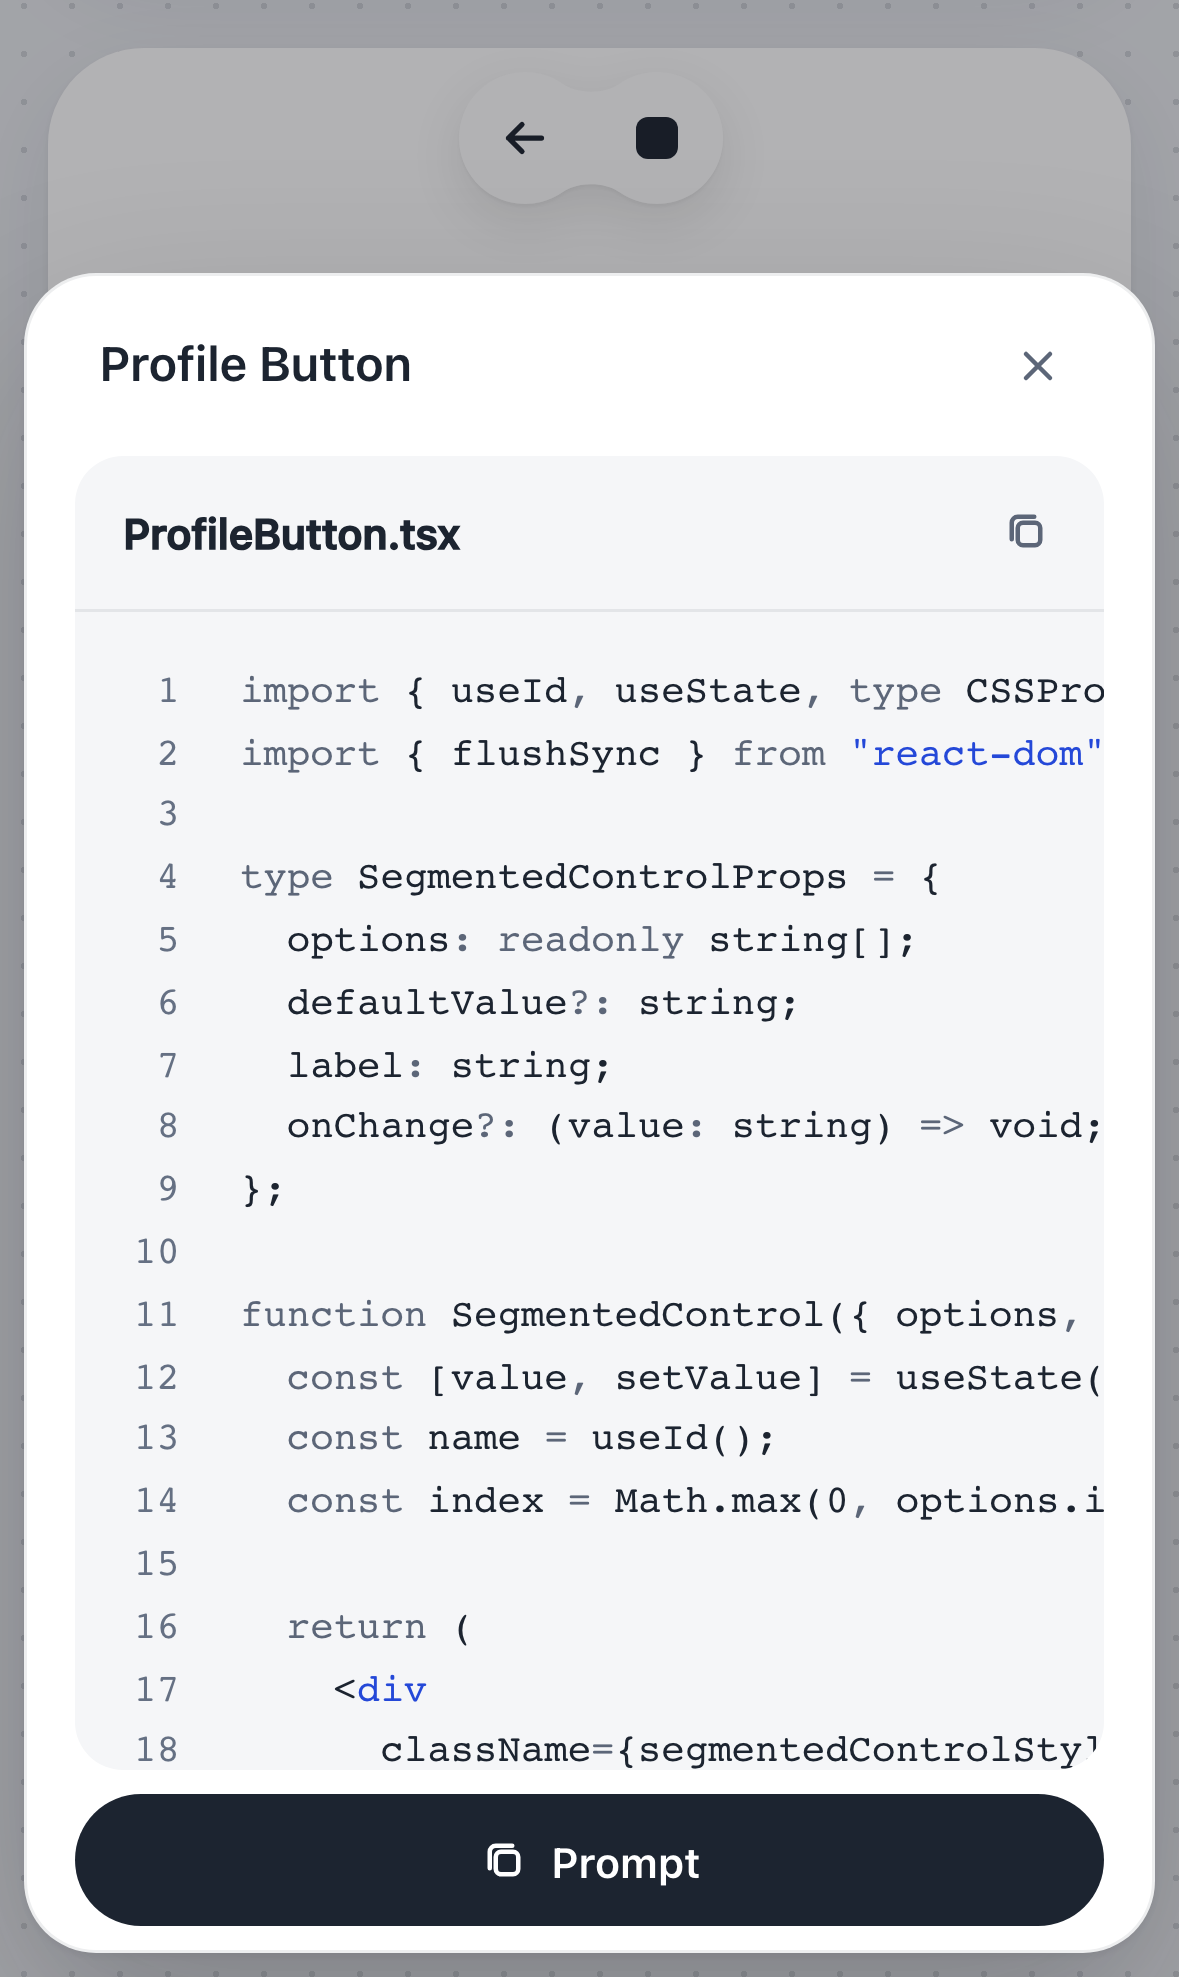 Profile Button
ProfileButton.tsx
1 import { useId, useState, type CSSPro
2 import { flushSync } from "react-dom"
3
4 type SegmentedControlProps = {
5   options: readonly string[];
6   defaultValue?: string;
7   label: string;
8   onChange?: (value: string) => void;
9 };
10
11 function SegmentedControl({ options,
12   const [value, setValue] = useState(
13   const name = useId();
14   const index = Math.max(0, options.i
15
16   return (
17     <div
18       className={segmentedControlStyl
Prompt